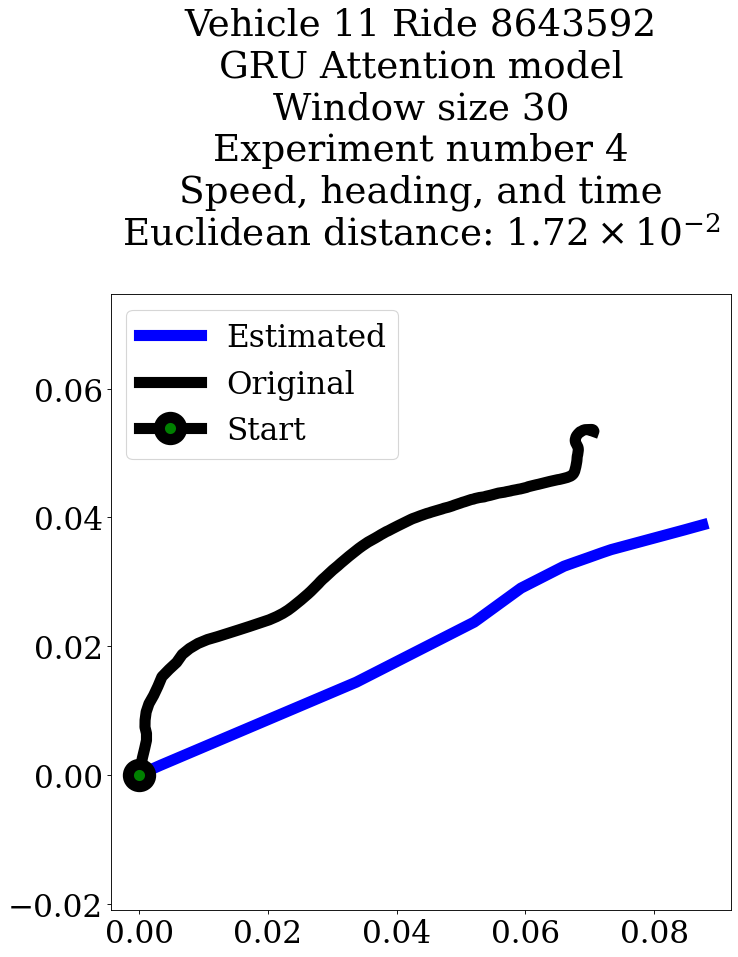 Vehicle 11 Ride 8643592
GRU Attention model
Window size 30
Experiment number 4
Speed, heading, and time
Euclidean distance: 1.72 × 10⁻²
Estimated
Original
Start
0.06
0.04
0.02
0.00
−0.02
0.00 0.02 0.04 0.06 0.08